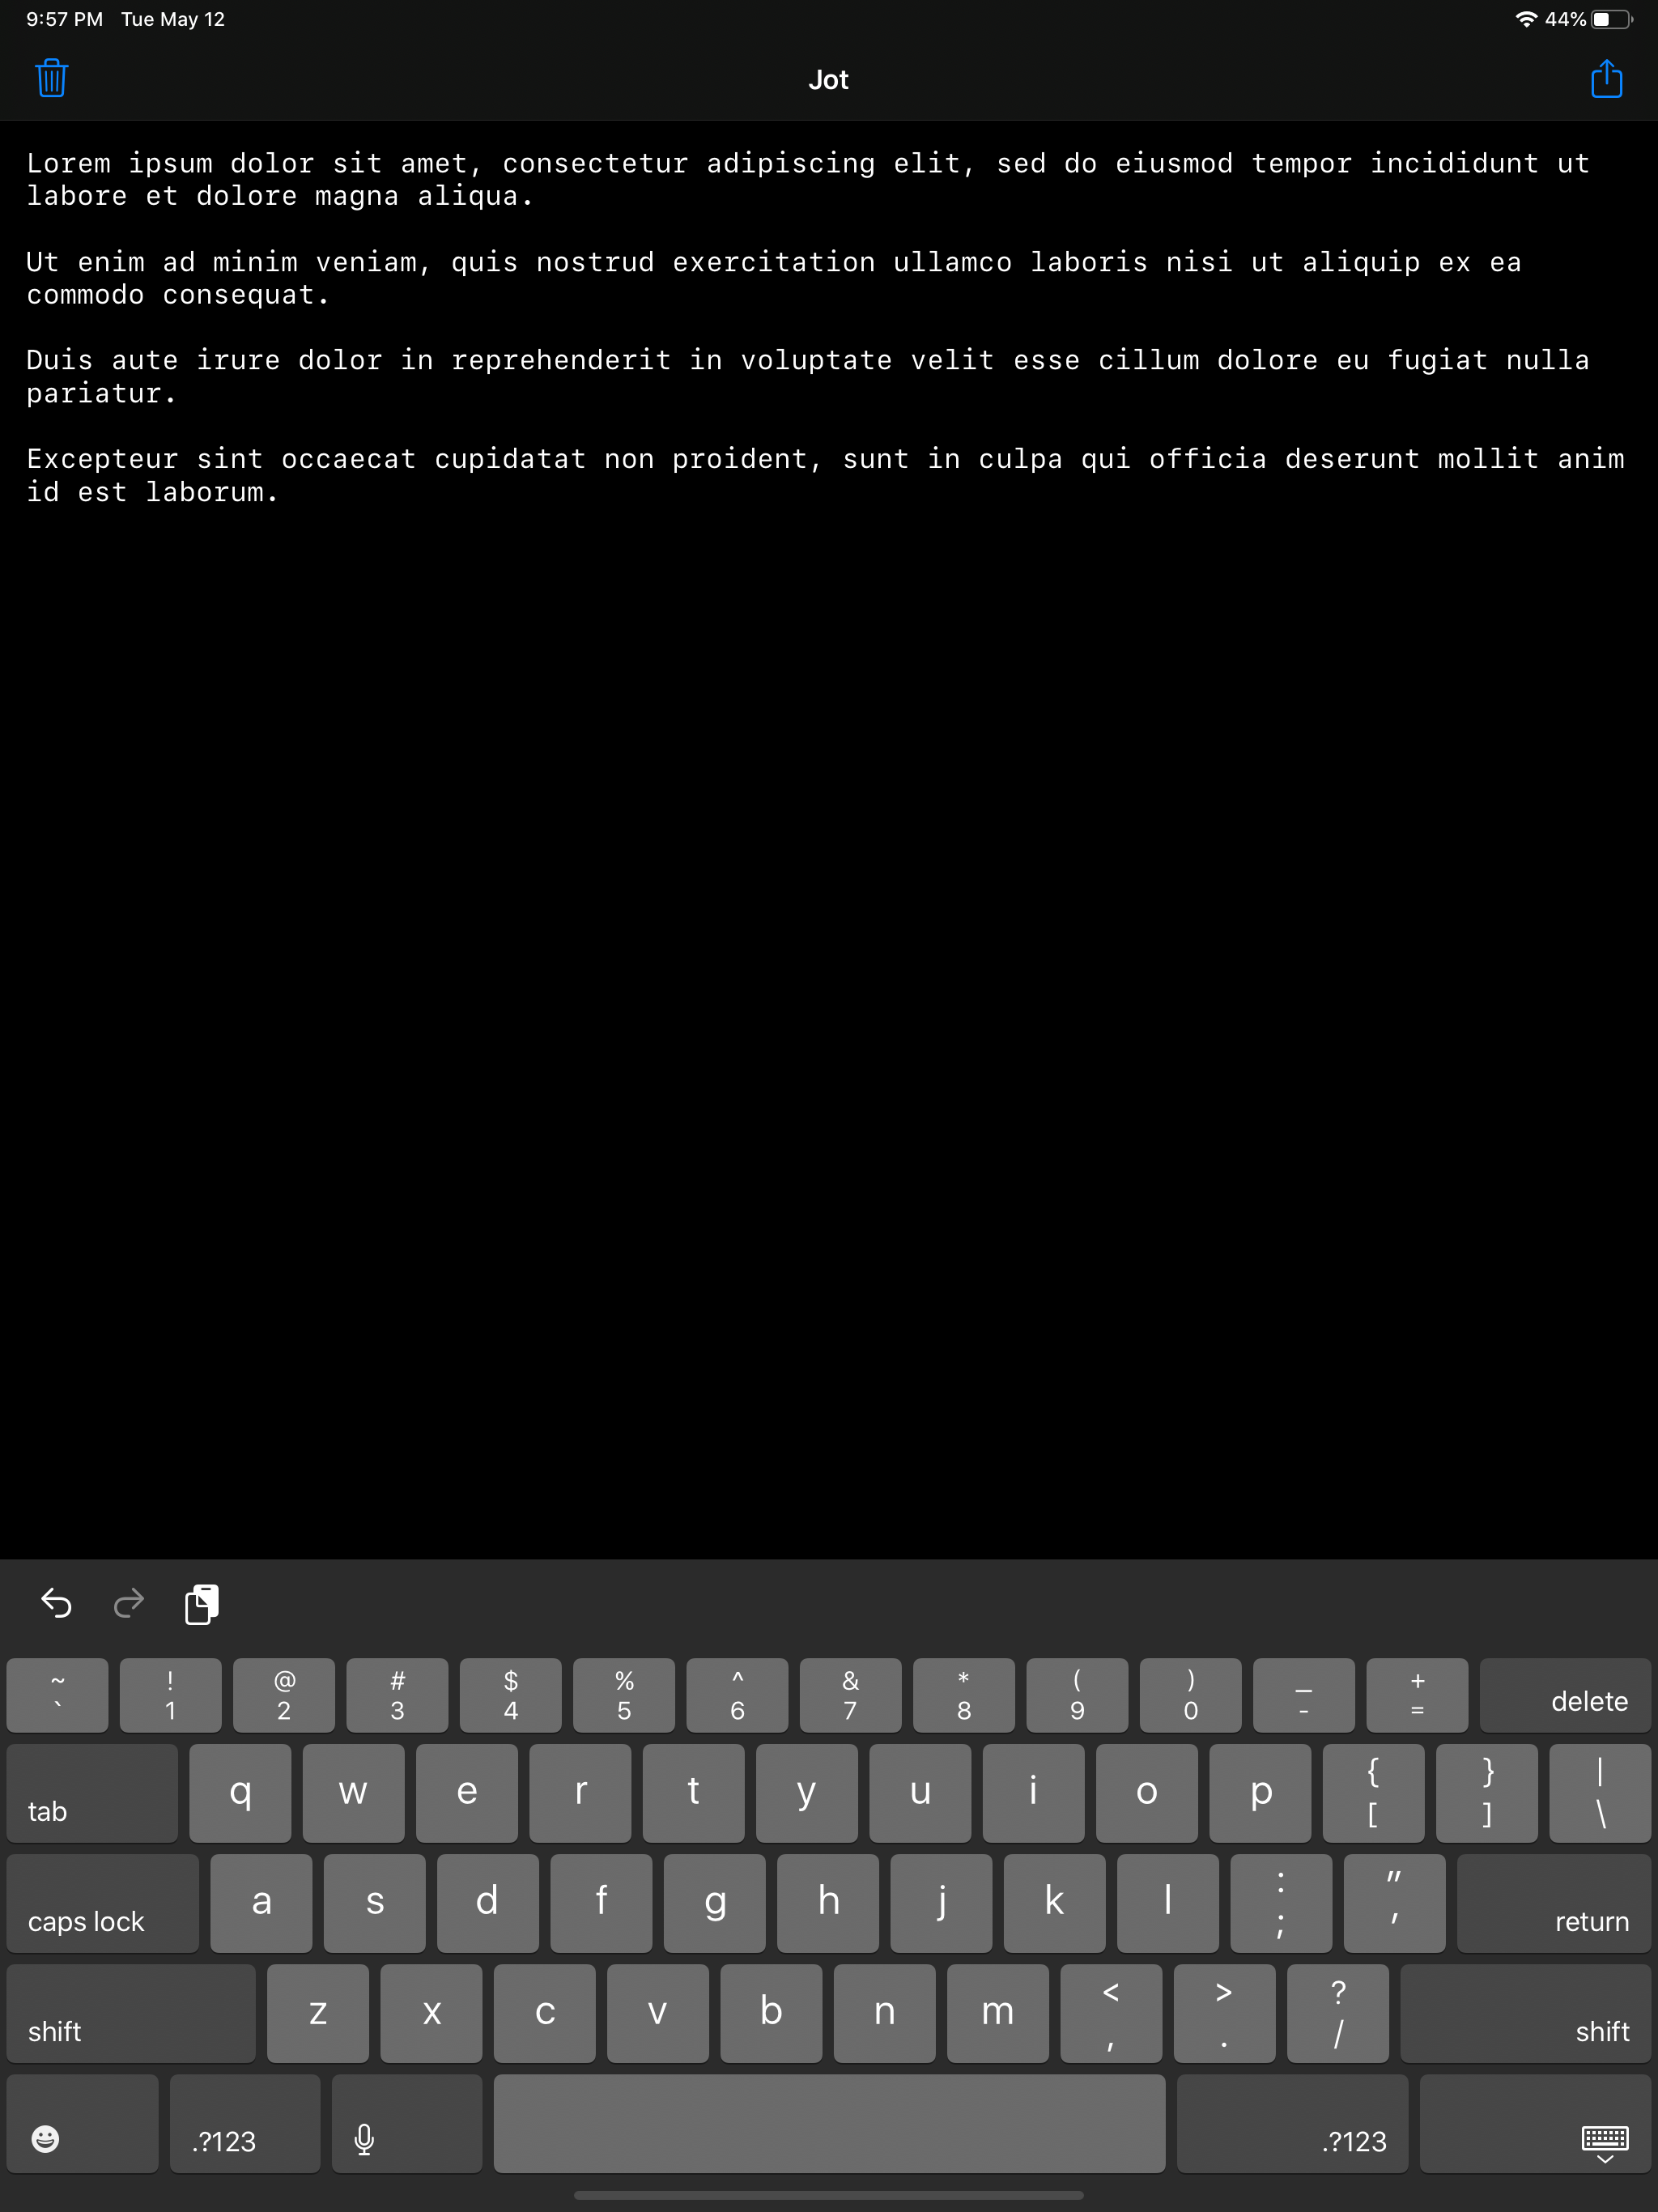 9:57 PM Tue May 12 44%
Jot
Lorem ipsum dolor sit amet, consectetur adipiscing elit, sed do eiusmod tempor incididunt ut
labore et dolore magna aliqua.
Ut enim ad minim veniam, quis nostrud exercitation ullamco laboris nisi ut aliquip ex ea
commodo consequat.
Duis aute irure dolor in reprehenderit in voluptate velit esse cillum dolore eu fugiat nulla
pariatur.
Excepteur sint occaecat cupidatat non proident, sunt in culpa qui officia deserunt mollit anim
id est laborum.
~ ! @ # $ % ^ & * ( ) _ +
` 1 2 3 4 5 6 7 8 9 0 - = delete
{ } |
tab q w e r t y u i o p [ ] \
: "
caps lock a s d f g h j k l ; ' return
< > ?
shift z x c v b n m , . / shift
.?123 .?123